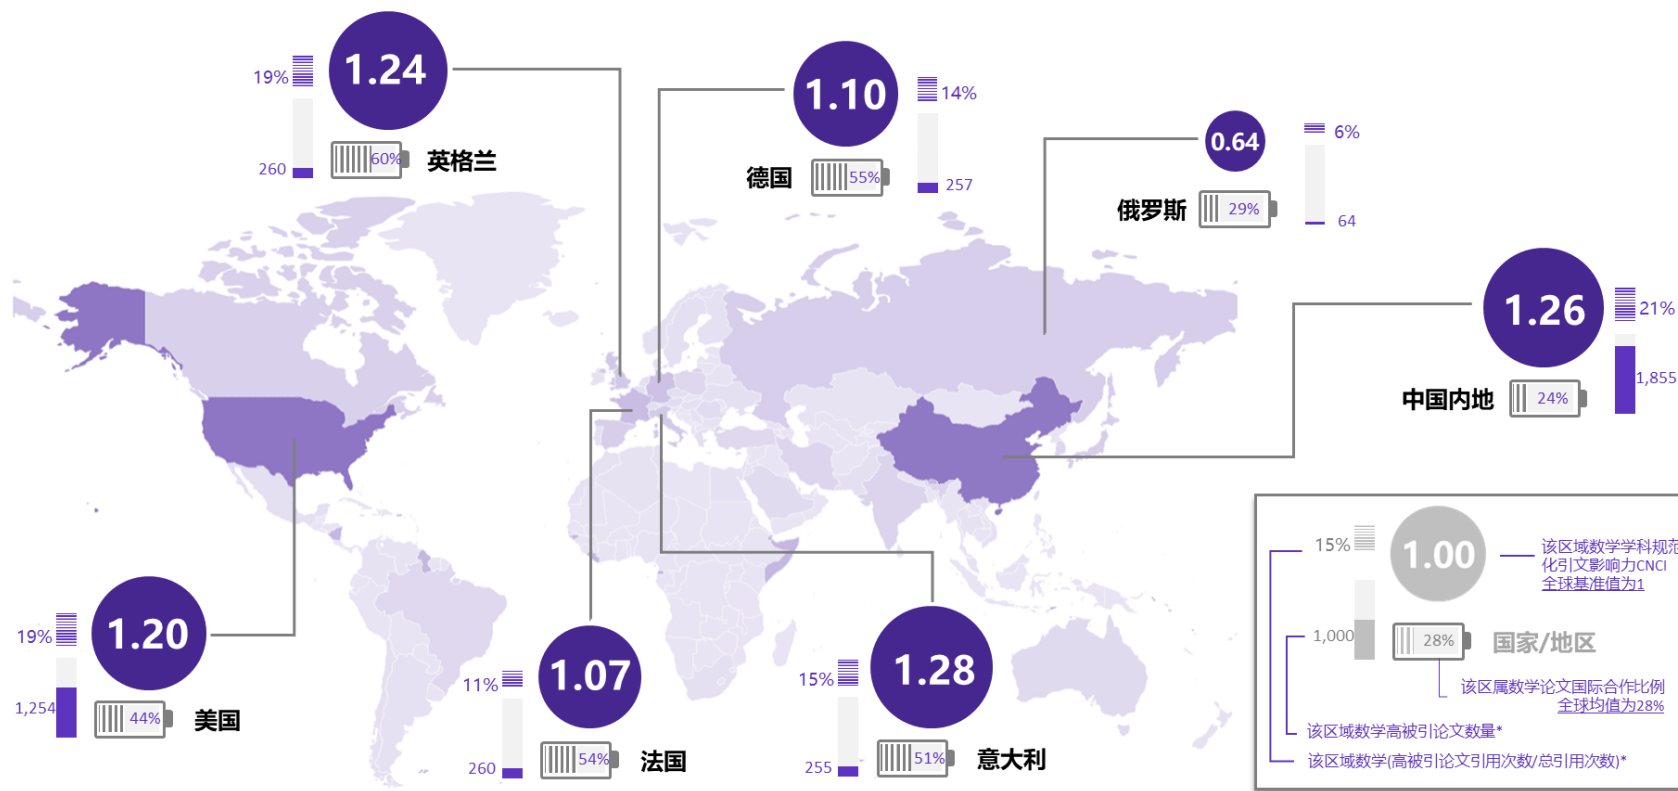 19%
1.24
260
60%
英格兰
1.10
14%
德国
55%
257
0.64
6%
俄罗斯
29%
64
1.26
21%
中国内地
24%
1,855
19%
1.20
1,254
44%
美国
11%
1.07
260
54%
法国
15%
1.28
255
51%
意大利
15%
1.00
该区域数学学科规范
化引文影响力CNCI
全球基准值为1
1,000
28%
国家/地区
该区属数学论文国际合作比例
全球均值为28%
该区域数学高被引论文数量*
该区域数学(高被引论文引用次数/总引用次数)*